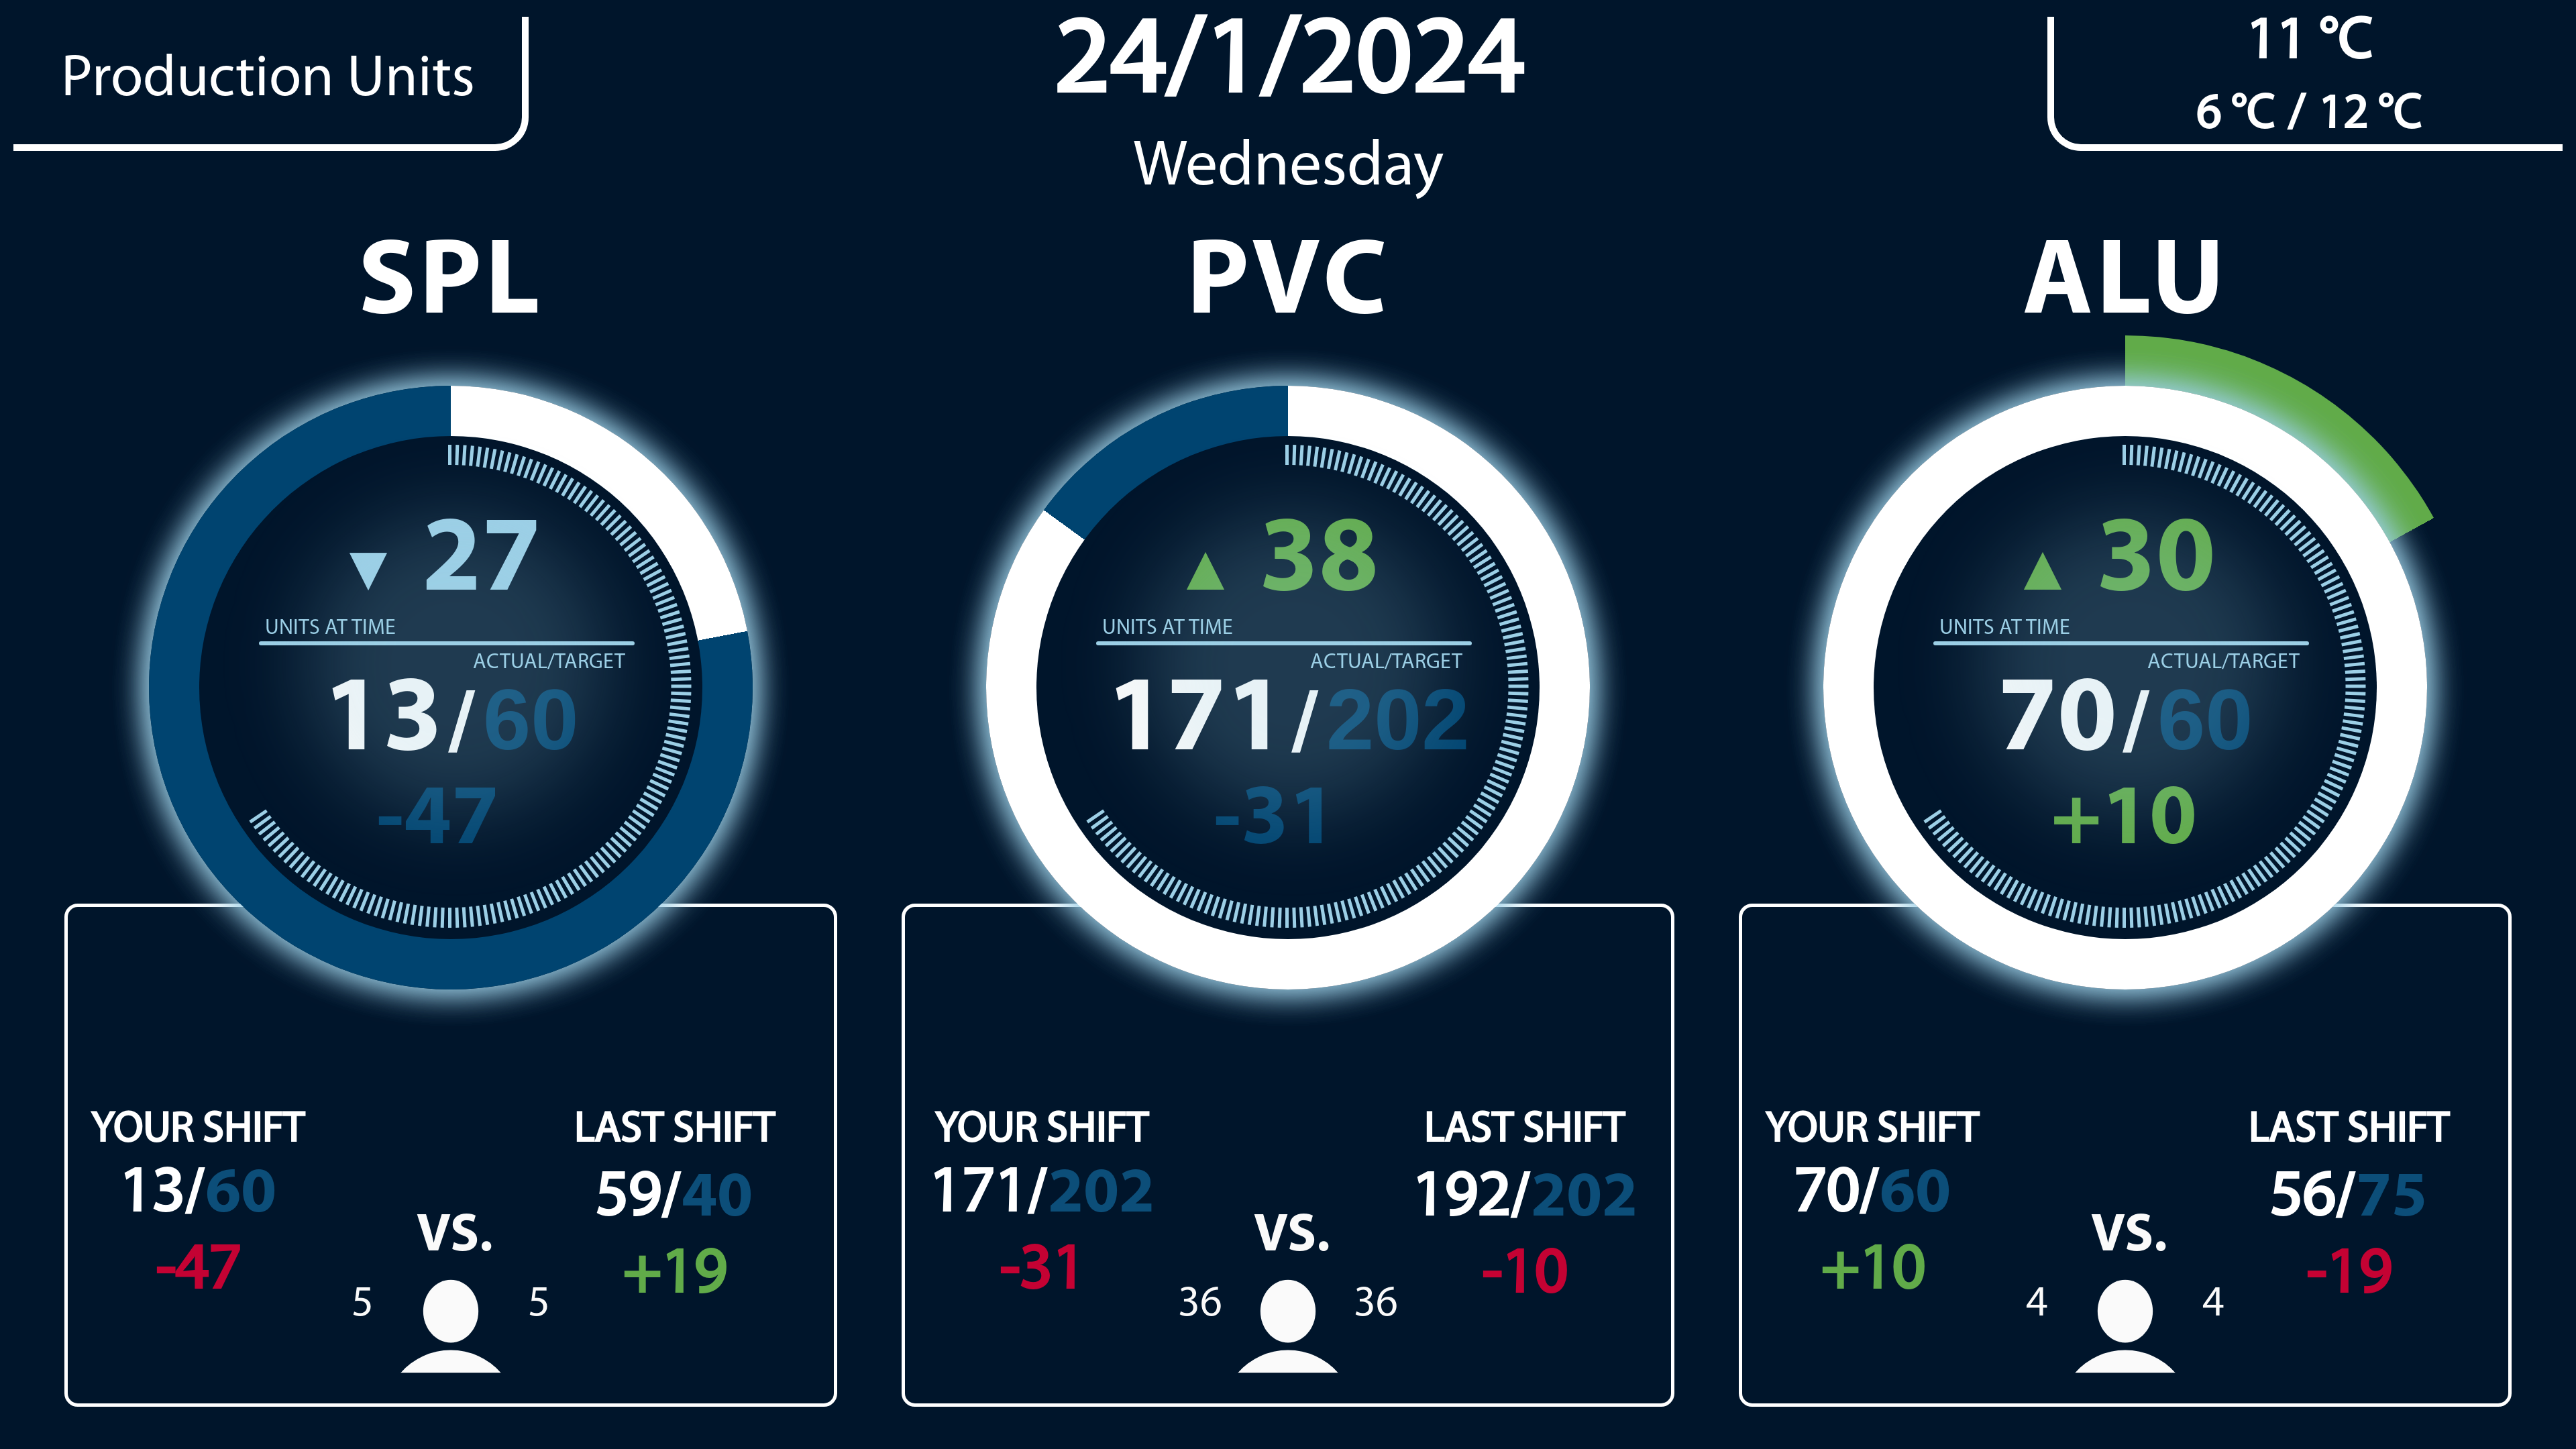 Production Units
24/1/2024
Wednesday
11 °C
6 °C / 12 °C
SPL
▼ 27
UNITS AT TIME
ACTUAL/TARGET
13/60
-47
YOUR SHIFT
13/60
-47
VS.
5 5
LAST SHIFT
59/40
+19
PVC
▲ 38
UNITS AT TIME
ACTUAL/TARGET
171/202
-31
YOUR SHIFT
171/202
-31
VS.
36 36
LAST SHIFT
192/202
-10
ALU
▲ 30
UNITS AT TIME
ACTUAL/TARGET
70/60
+10
YOUR SHIFT
70/60
+10
VS.
4 4
LAST SHIFT
56/75
-19